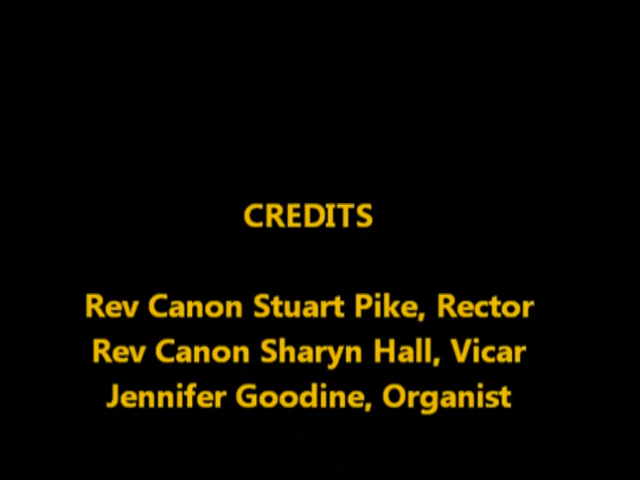 CREDITS
Rev Canon Stuart Pike, Rector
Rev Canon Sharyn Hall, Vicar
Jennifer Goodine, Organist